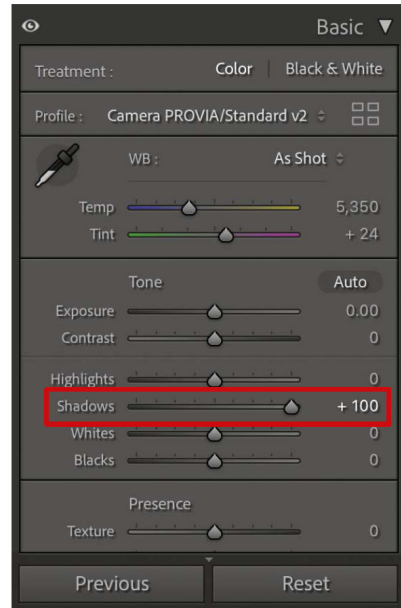 Basic
Treatment : Color | Black & White
Profile : Camera PROVIA/Standard v2
WB : As Shot
Temp 5,350
Tint + 24
Tone Auto
Exposure 0.00
Contrast 0
Highlights 0
Shadows + 100
Whites 0
Blacks 0
Presence
Texture 0
Previous Reset